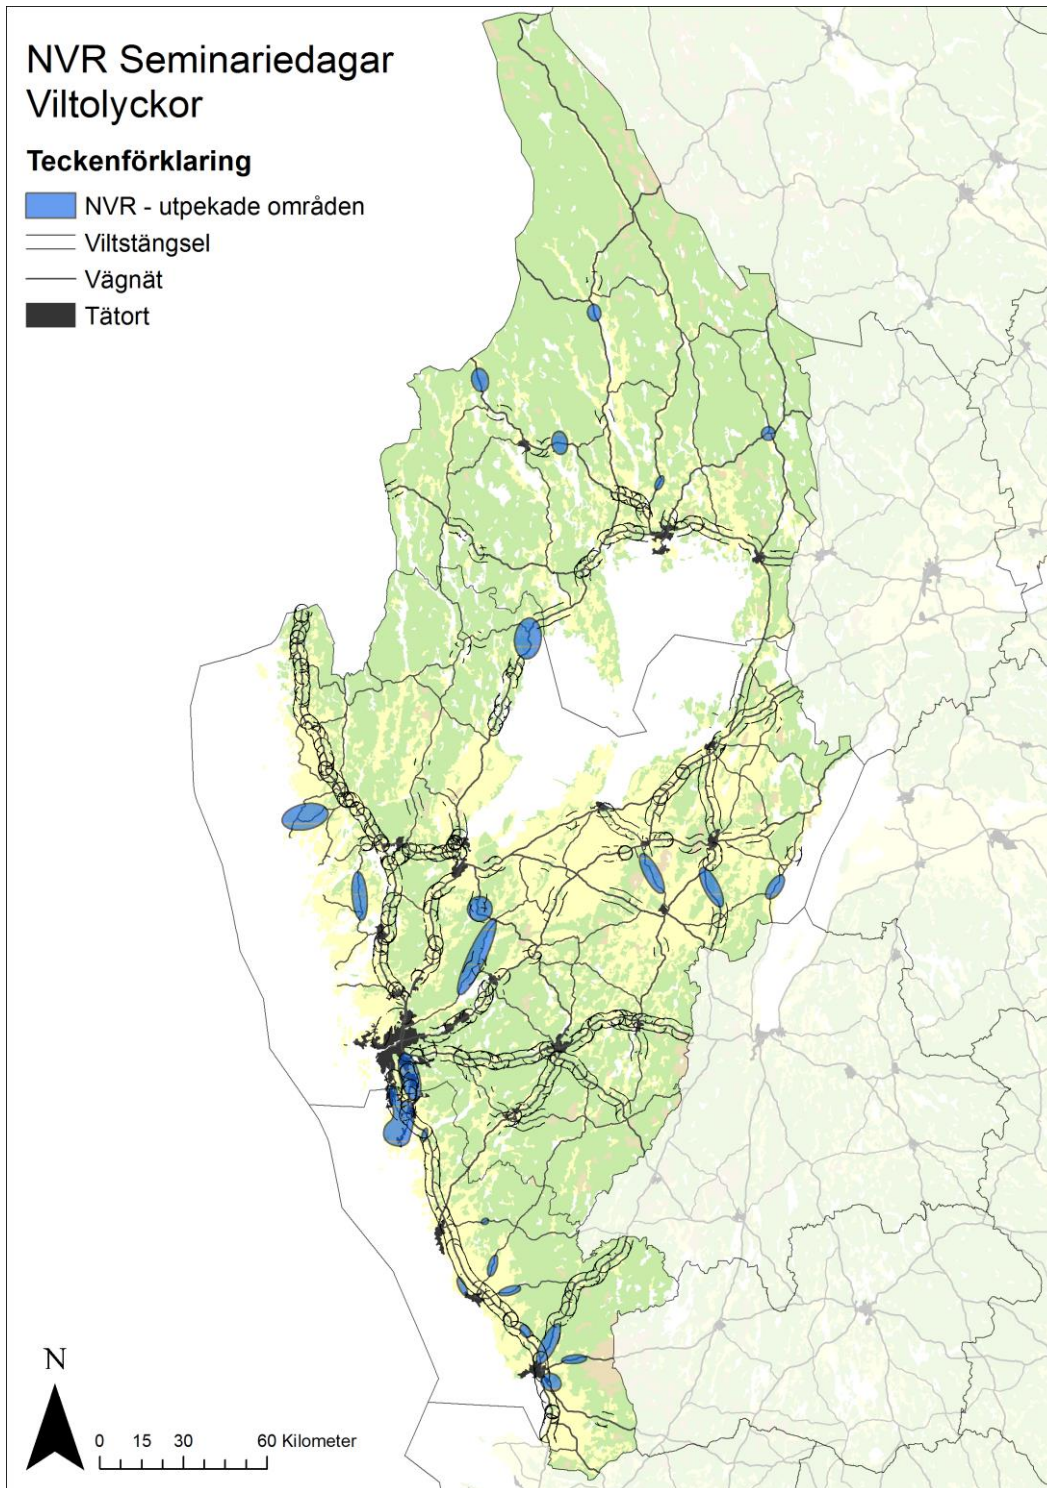 NVR Seminariedagar
Viltolyckor
Teckenförklaring
NVR - utpekade områden
Viltstängsel
Vägnät
Tätort
N
0 15 30 60 Kilometer